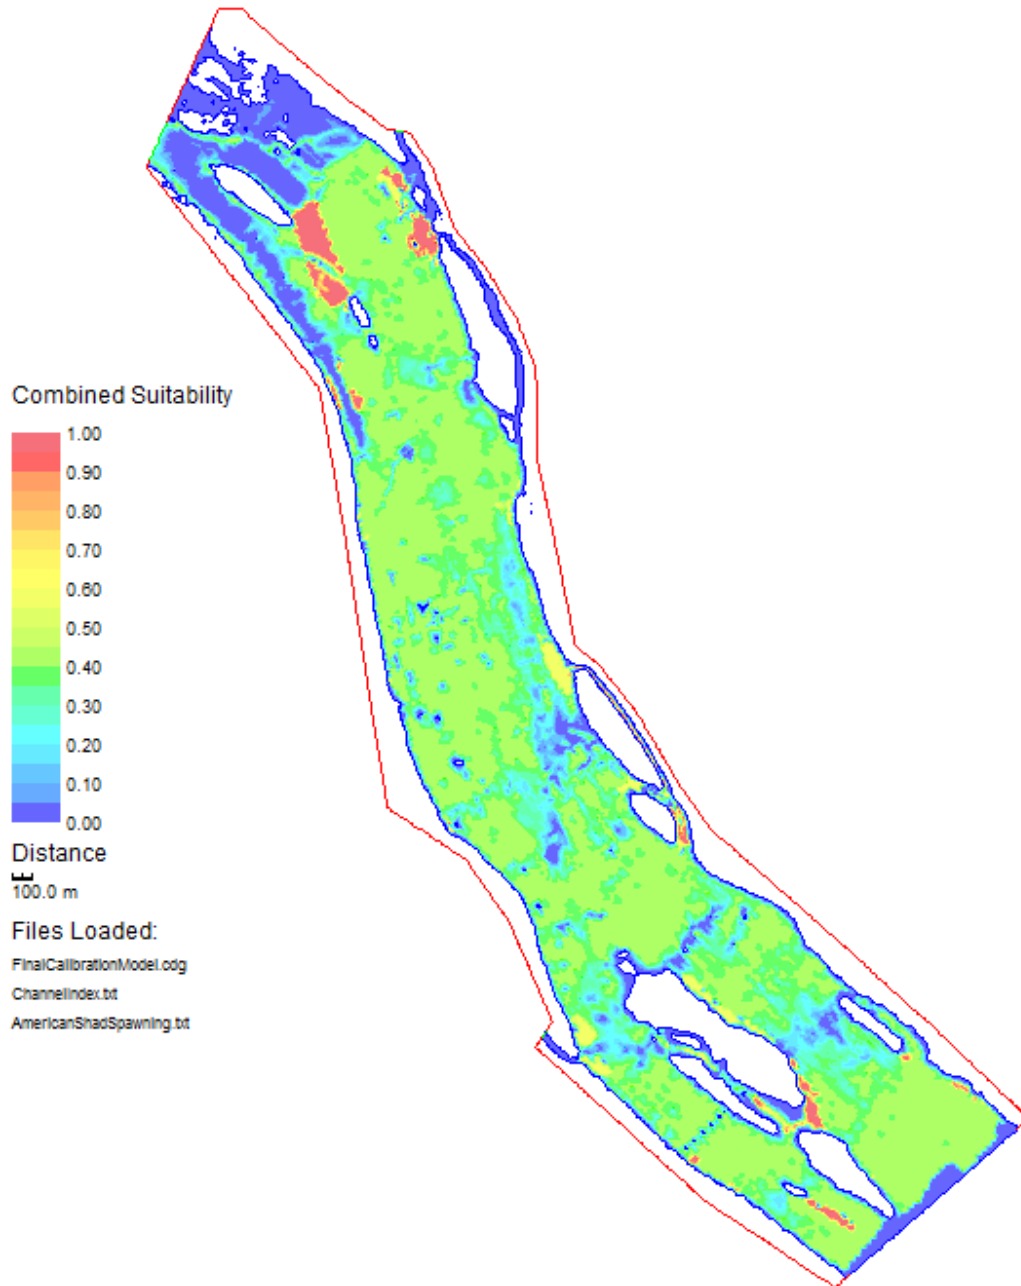 Combined Suitability
1.00
0.90
0.80
0.70
0.60
0.50
0.40
0.30
0.20
0.10
0.00
Distance
100.0 m
Files Loaded:
FinalCalibrationModel.cdg
ChannelIndex.txt
AmericanShadSpawning.txt